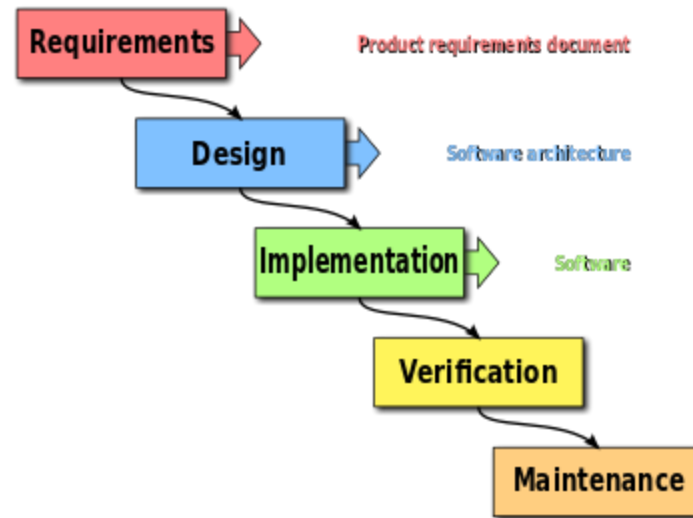 Requirements
Product requirements document
Design
Software architecture
Implementation
Software
Verification
Maintenance